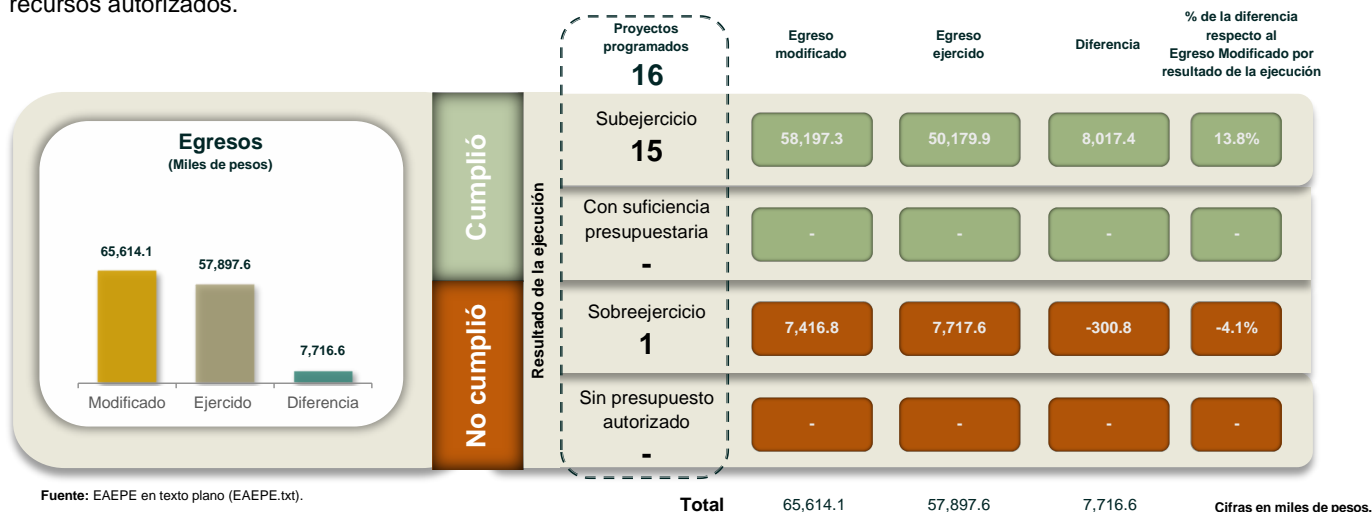 recursos autorizados.
Proyectos
programados
16
Egreso
modificado
Egreso
ejercido
Diferencia
% de la diferencia
respecto al
Egreso Modificado por
resultado de la ejecución
Egresos
(Miles de pesos)
65,614.1
57,897.6
7,716.6
Modificado
Ejercido
Diferencia
Cumplió
No cumplió
Resultado de la ejecución
Subejercicio
15
58,197.3
50,179.9
8,017.4
13.8%
Con suficiencia
presupuestaria
-
-
-
-
-
Sobreejercicio
1
7,416.8
7,717.6
-300.8
-4.1%
Sin presupuesto
autorizado
-
-
-
-
-
Fuente: EAEPE en texto plano (EAEPE.txt).
Total
65,614.1
57,897.6
7,716.6
Cifras en miles de pesos.